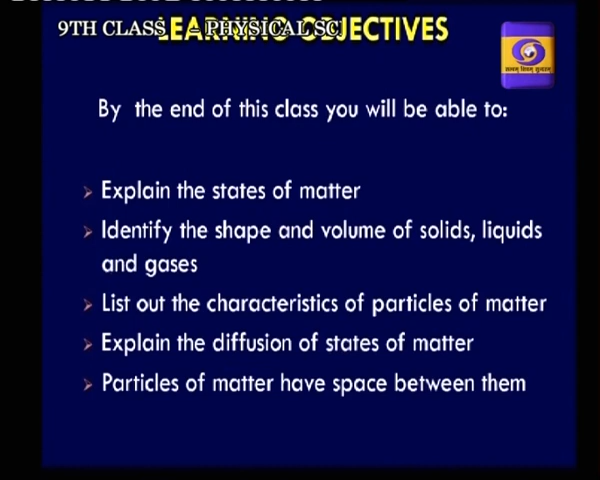 LEARNING OBJECTIVES
9TH CLASS – PHYSICAL SC
By the end of this class you will be able to:
Explain the states of matter
Identify the shape and volume of solids, liquids
and gases
List out the characteristics of particles of matter
Explain the diffusion of states of matter
Particles of matter have space between them